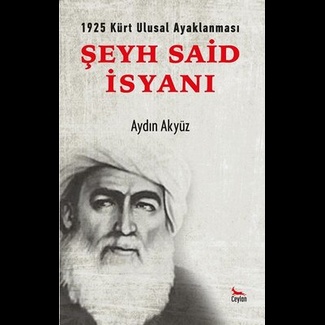 1925 Kürt Ulusal Ayaklanması
ŞEYH SAİD
İSYANI
Aydın Akyüz
Ceylan